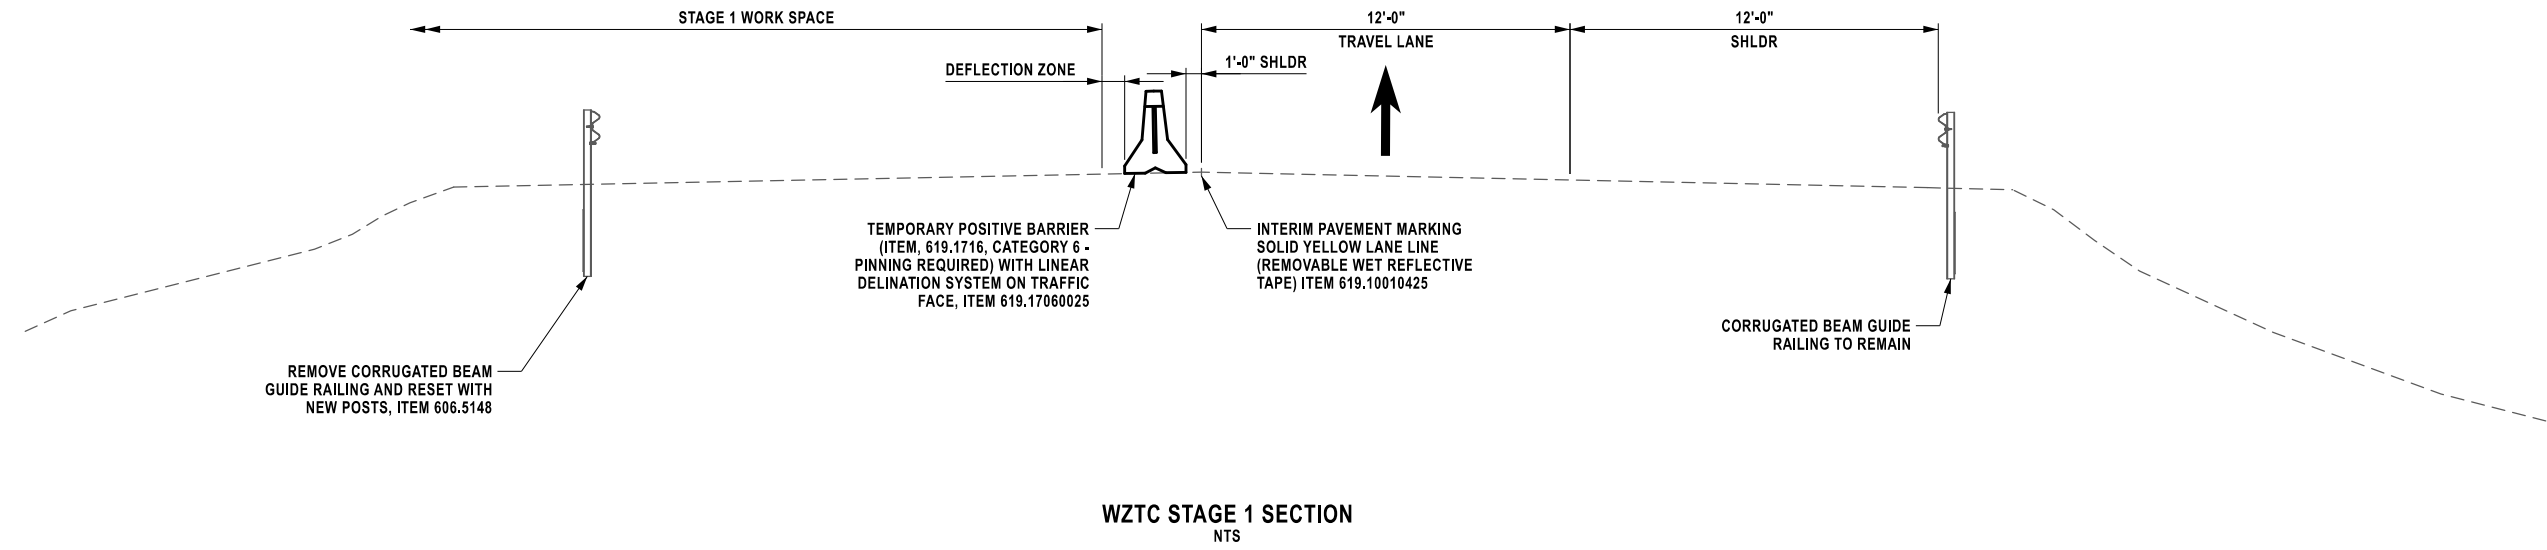 STAGE 1 WORK SPACE
12'-0"
TRAVEL LANE
12'-0"
SHLDR
DEFLECTION ZONE
1'-0" SHLDR
TEMPORARY POSITIVE BARRIER
(ITEM, 619.1716, CATEGORY 6 -
PINNING REQUIRED) WITH LINEAR
DELINATION SYSTEM ON TRAFFIC
FACE, ITEM 619.17060025
INTERIM PAVEMENT MARKING
SOLID YELLOW LANE LINE
(REMOVABLE WET REFLECTIVE
TAPE) ITEM 619.10010425
CORRUGATED BEAM GUIDE
RAILING TO REMAIN
REMOVE CORRUGATED BEAM
GUIDE RAILING AND RESET WITH
NEW POSTS, ITEM 606.5148
WZTC STAGE 1 SECTION
NTS